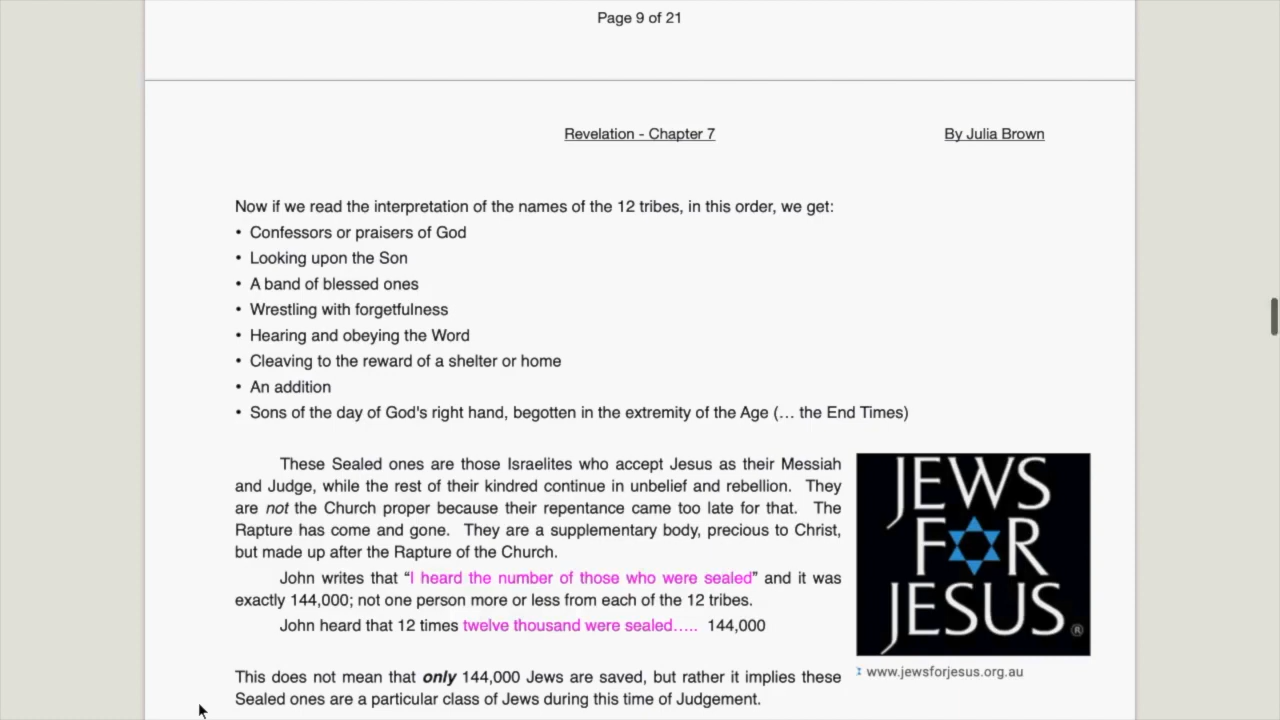 Page 9 of 21
Revelation - Chapter 7
By Julia Brown
Now if we read the interpretation of the names of the 12 tribes, in this order, we get:
• Confessors or praisers of God
• Looking upon the Son
• A band of blessed ones
• Wrestling with forgetfulness
• Hearing and obeying the Word
• Cleaving to the reward of a shelter or home
• An addition
• Sons of the day of God's right hand, begotten in the extremity of the Age (… the End Times)
These Sealed ones are those Israelites who accept Jesus as their Messiah
and Judge, while the rest of their kindred continue in unbelief and rebellion. They
are not the Church proper because their repentance came too late for that. The
Rapture has come and gone. They are a supplementary body, precious to Christ,
but made up after the Rapture of the Church.
John writes that “I heard the number of those who were sealed” and it was
exactly 144,000; not one person more or less from each of the 12 tribes.
John heard that 12 times twelve thousand were sealed….. 144,000
This does not mean that only 144,000 Jews are saved, but rather it implies these
Sealed ones are a particular class of Jews during this time of Judgement.
JEWS
FOR
JESUS®
www.jewsforjesus.org.au